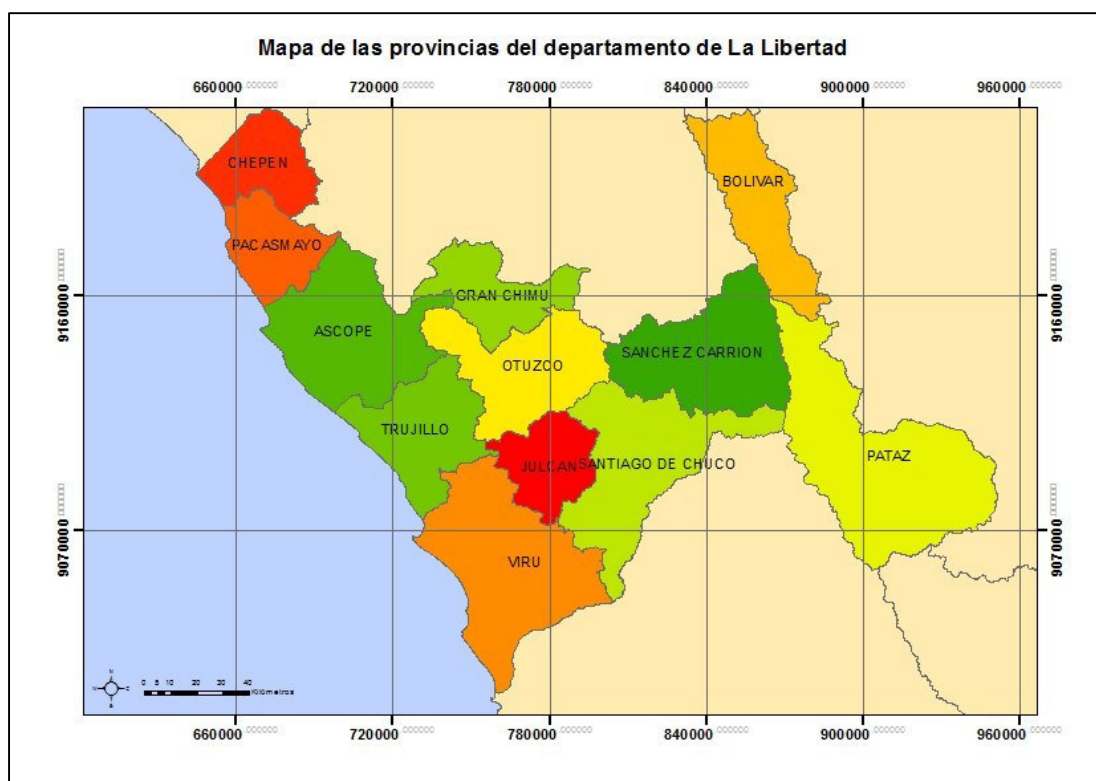 Mapa de las provincias del departamento de La Libertad
660000 720000 780000 840000 900000 960000
CHEPEN
BOLIVAR
PACASMAYO
9160000 9160000
GRAN CHIMU
ASCOPE
SANCHEZ CARRION
OTUZCO
TRUJILLO
PATAZ
JULCAN SANTIAGO DE CHUCO
9070000 9070000
VIRU
N
0 5 10 20 30 40
Kilómetros
660000 720000 780000 840000 900000 960000